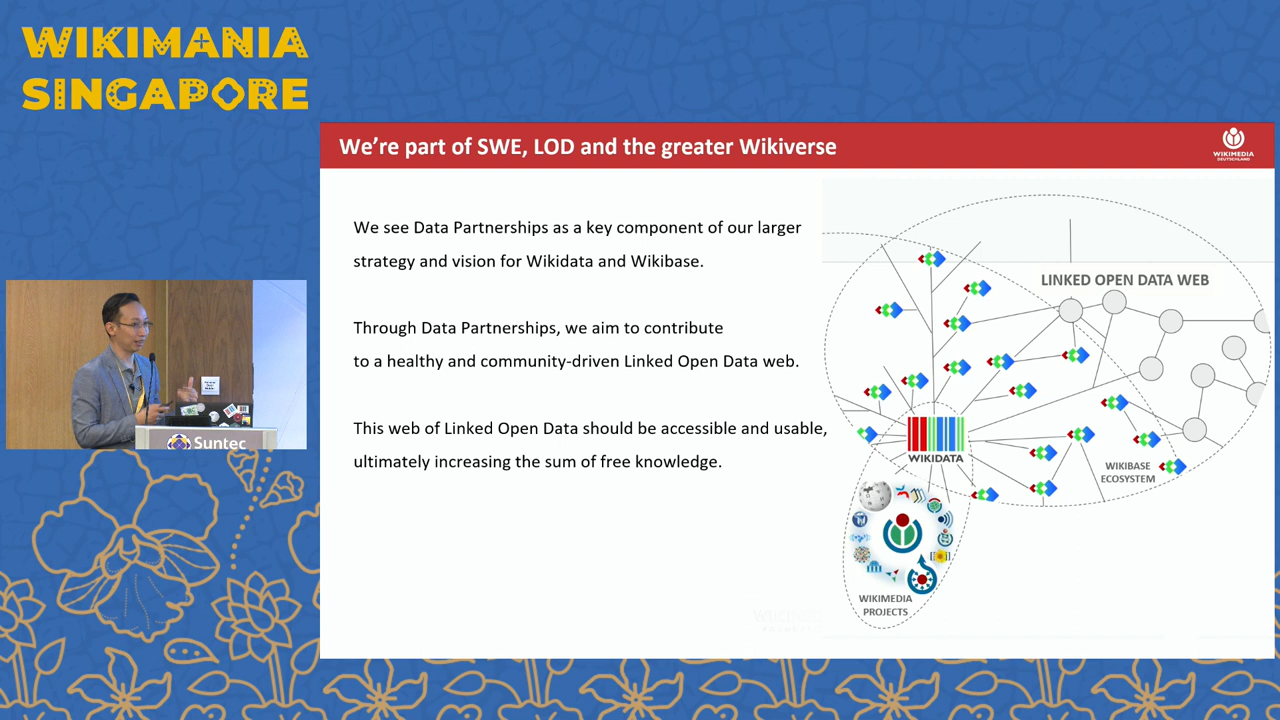 WIKIMANIA
SINGAPORE
We're part of SWE, LOD and the greater Wikiverse
WIKIMEDIA
DEUTSCHLAND
We see Data Partnerships as a key component of our larger
strategy and vision for Wikidata and Wikibase.
Through Data Partnerships, we aim to contribute
to a healthy and community-driven Linked Open Data web.
This web of Linked Open Data should be accessible and usable,
ultimately increasing the sum of free knowledge.
LINKED OPEN DATA WEB
WIKIDATA
WIKIBASE
ECOSYSTEM
WIKIMEDIA
PROJECTS
Suntec